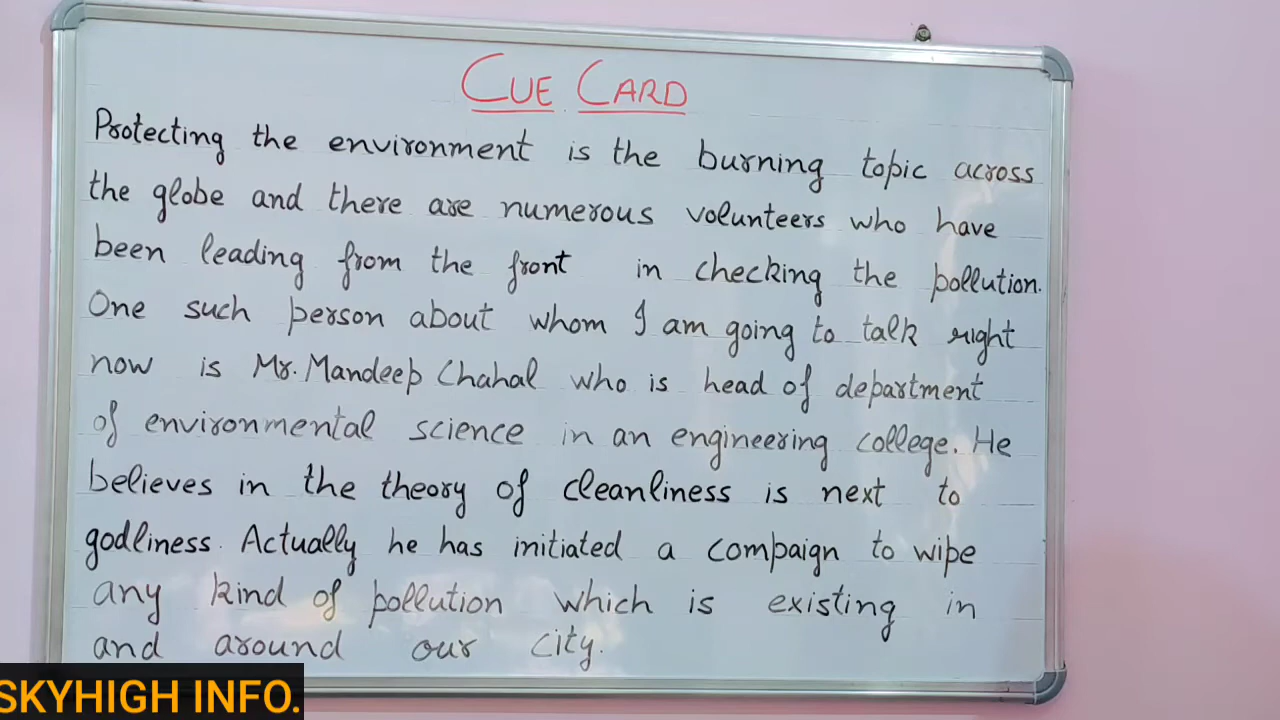 CUE CARD
Protecting the environment is the burning topic across
the globe and there are numerous volunteers who have
been leading from the front in checking the pollution.
One such person about whom I am going to talk right
now is Mr. Mandeep Chahal who is head of department
of environmental science in an engineering college. He
believes in the theory of cleanliness is next to
godliness. Actually he has initiated a compaign to wipe
any kind of pollution which is existing in
and around our city.
SKYHIGH INFO.